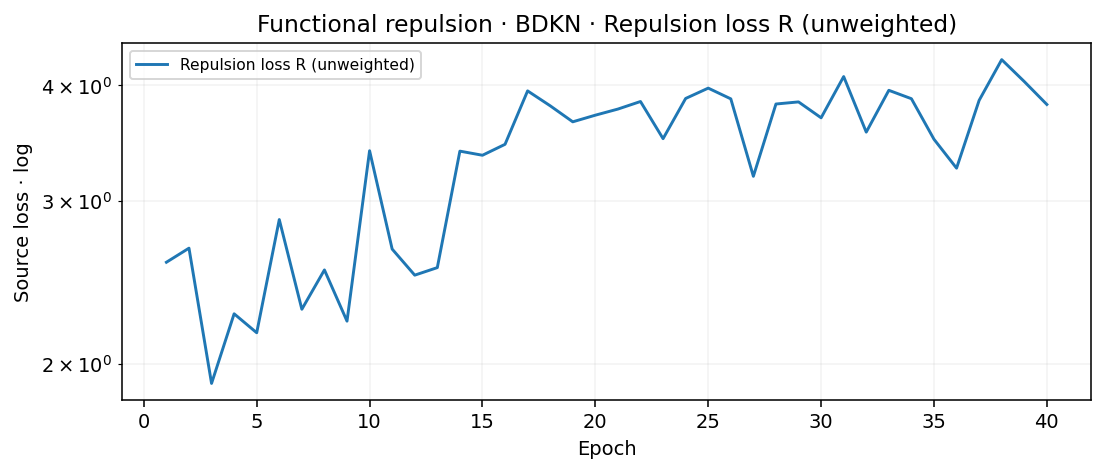 Functional repulsion · BDKN · Repulsion loss R (unweighted)
Repulsion loss R (unweighted)
Source loss · log
4 × 10⁰
3 × 10⁰
2 × 10⁰
0 5 10 15 20 25 30 35 40
Epoch